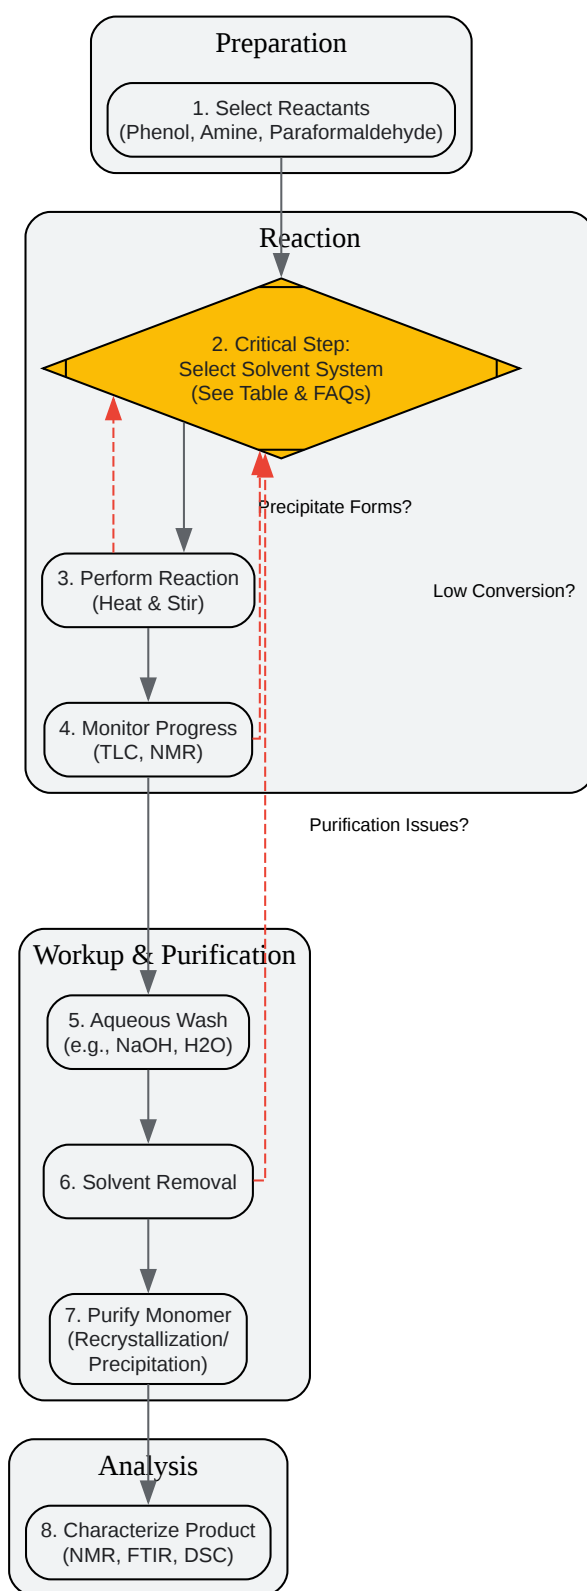 Preparation
1. Select Reactants
(Phenol, Amine, Paraformaldehyde)
Reaction
2. Critical Step:
Select Solvent System
(See Table & FAQs)
Precipitate Forms?
3. Perform Reaction
(Heat & Stir)
Low Conversion?
4. Monitor Progress
(TLC, NMR)
Purification Issues?
Workup & Purification
5. Aqueous Wash
(e.g., NaOH, H2O)
6. Solvent Removal
7. Purify Monomer
(Recrystallization/
Precipitation)
Analysis
8. Characterize Product
(NMR, FTIR, DSC)